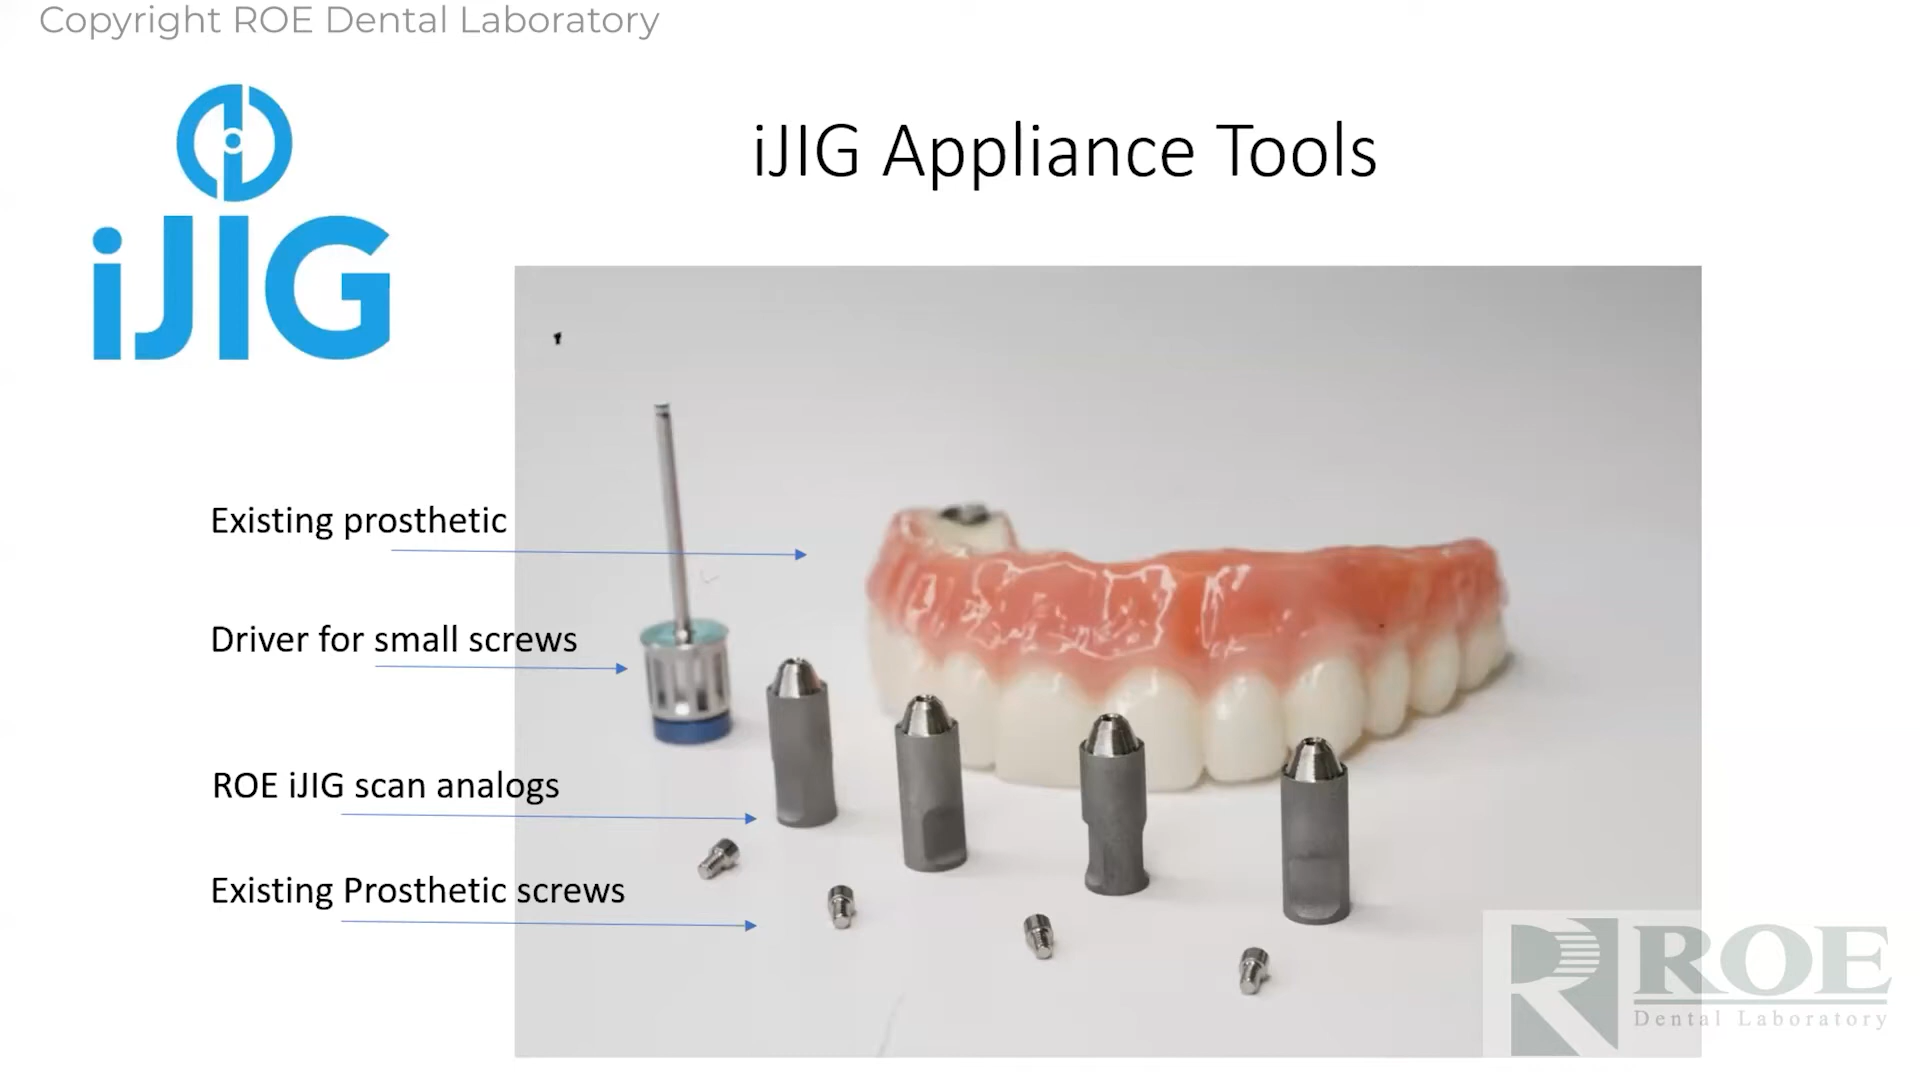 Copyright ROE Dental Laboratory
iJIG
iJIG Appliance Tools
Existing prosthetic
Driver for small screws
ROE iJIG scan analogs
Existing Prosthetic screws
ROE
Dental Laboratory